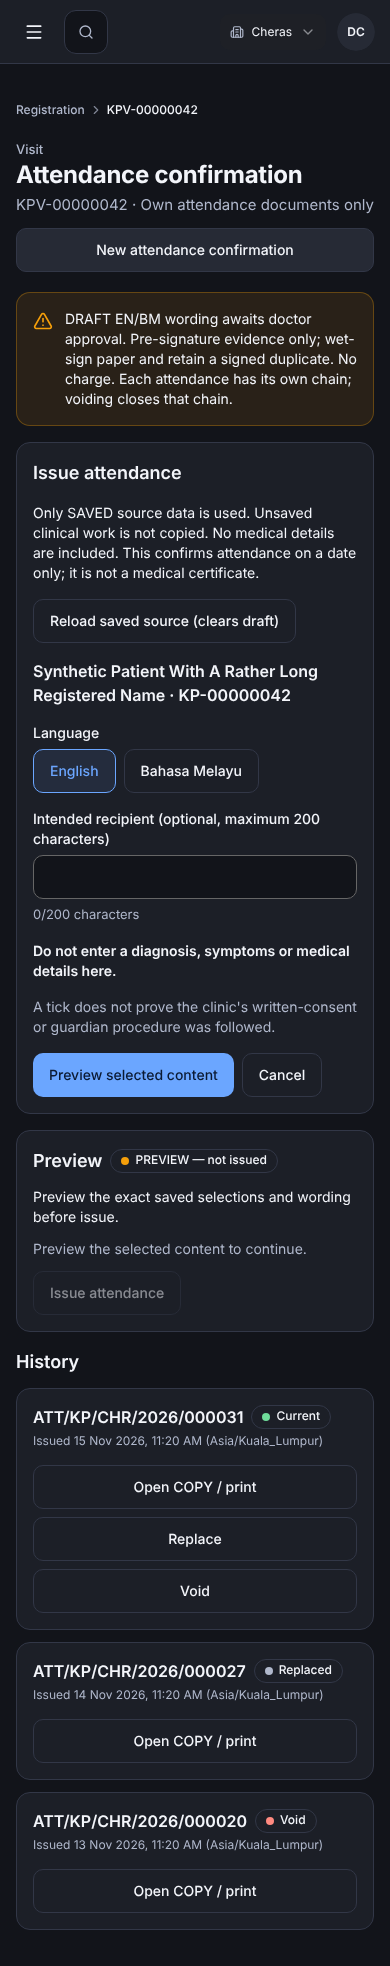 Cheras
DC
Registration > KPV-00000042
Visit
Attendance confirmation
KPV-00000042 · Own attendance documents only
New attendance confirmation
DRAFT EN/BM wording awaits doctor
approval. Pre-signature evidence only; wet-
sign paper and retain a signed duplicate. No
charge. Each attendance has its own chain;
voiding closes that chain.
Issue attendance
Only SAVED source data is used. Unsaved
clinical work is not copied. No medical details
are included. This confirms attendance on a date
only; it is not a medical certificate.
Reload saved source (clears draft)
Synthetic Patient With A Rather Long
Registered Name · KP-00000042
Language
English
Bahasa Melayu
Intended recipient (optional, maximum 200
characters)
0/200 characters
Do not enter a diagnosis, symptoms or medical
details here.
A tick does not prove the clinic's written-consent
or guardian procedure was followed.
Preview selected content
Cancel
Preview
PREVIEW — not issued
Preview the exact saved selections and wording
before issue.
Preview the selected content to continue.
Issue attendance
History
ATT/KP/CHR/2026/000031
Current
Issued 15 Nov 2026, 11:20 AM (Asia/Kuala_Lumpur)
Open COPY / print
Replace
Void
ATT/KP/CHR/2026/000027
Replaced
Issued 14 Nov 2026, 11:20 AM (Asia/Kuala_Lumpur)
Open COPY / print
ATT/KP/CHR/2026/000020
Void
Issued 13 Nov 2026, 11:20 AM (Asia/Kuala_Lumpur)
Open COPY / print